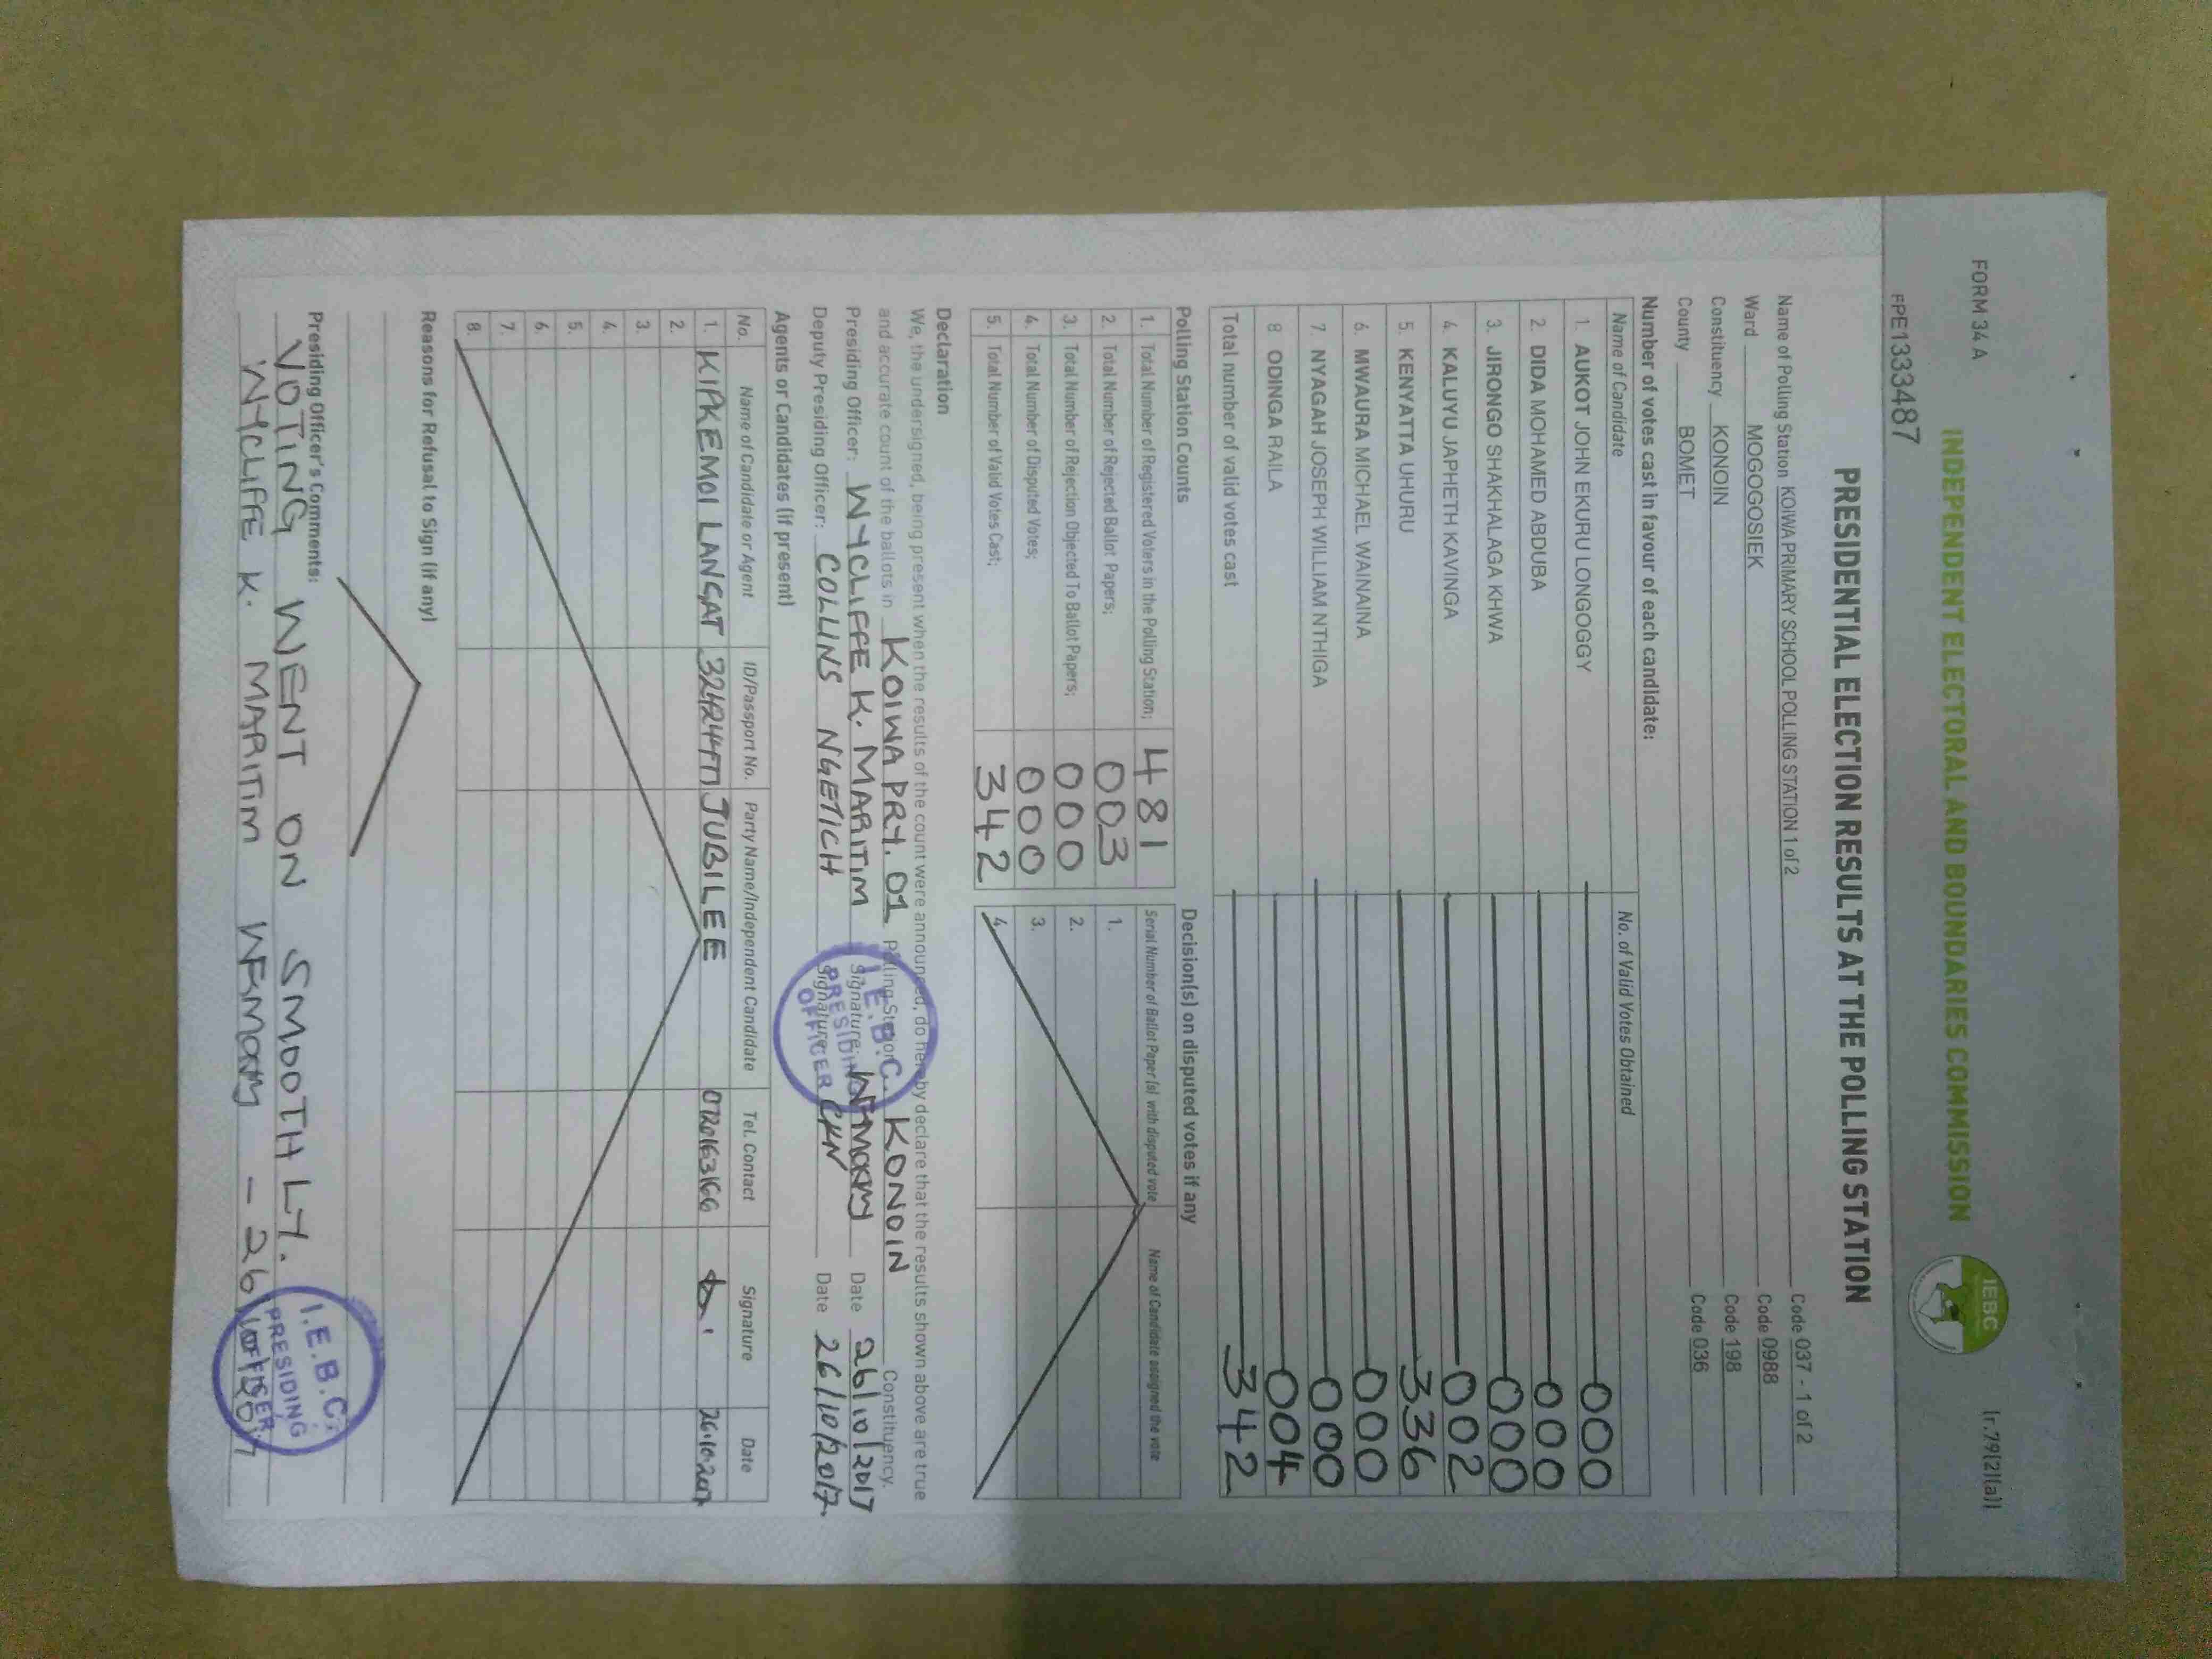 FORM 34 A
(r.79(2)(a))
INDEPENDENT ELECTORAL AND BOUNDARIES COMMISSION
IEBC
PPE1333487
PRESIDENTIAL ELECTION RESULTS AT THE POLLING STATION
Name of Polling Station KOIWA PRIMARY SCHOOL POLLING STATION 1 of 2 Code 037 - 1 of 2
Ward MOGOGOSIEK Code 0988
Constituency KONOIN Code 198
County BOMET Code 036
Number of votes cast in favour of each candidate:
Name of Candidate No. of Valid Votes Obtained
1. AUKOT JOHN EKURU LONGOGGY 000
2. DIDA MOHAMED ABDUBA 000
3. JIRONGO SHAKHALAGA KHWA 000
4. KALUYU JAPHETH KAVINGA 002
5. KENYATTA UHURU 336
6. MWAURA MICHAEL WAINAINA 000
7. NYAGAH JOSEPH WILLIAM NTHIGA 000
8 ODINGA RAILA 004
Total number of valid votes cast 342
Polling Station Counts
1. Total Number of Registered Voters in the Polling Station; 481
2. Total Number of Rejected Ballot Papers; 003
3. Total Number of Rejection Objected To Ballot Papers; 000
4. Total Number of Disputed Votes; 000
5. Total Number of Valid Votes Cast; 342
Decision(s) on disputed votes if any
Serial Number of Ballot Paper (s) with disputed vote Name of Candidate assigned the vote
1.
2.
3.
4.
Declaration
We, the undersigned, being present when the results of the count were announced, do hereby declare that the results shown above are true
and accurate count of the ballots in KOIWA PRY. 01 Polling Station, KONOIN Constituency.
Presiding Officer: WYCLIFFE K. MARITIM Signature: Date 26/10/2017
Deputy Presiding Officer: COLLINS NGETICH Signature: CKN Date 26/10/2017
I.E.B.C.
PRESIDING
OFFICER
Agents or Candidates (if present)
No. Name of Candidate or Agent ID/Passport No. Party Name/Independent Candidate Tel. Contact Signature Date
1. KIPKEMOI LANGAT JUBILEE 26.10.2017
2.
3.
4.
5.
6.
7.
8.
Reasons for Refusal to Sign (if any)
Presiding Officer's Comments:
VOTING WENT ON SMOOTHLY.
WYCLIFFE K. MARITIM - 26/10/2017
I.E.B.C.
PRESIDING
OFFICER